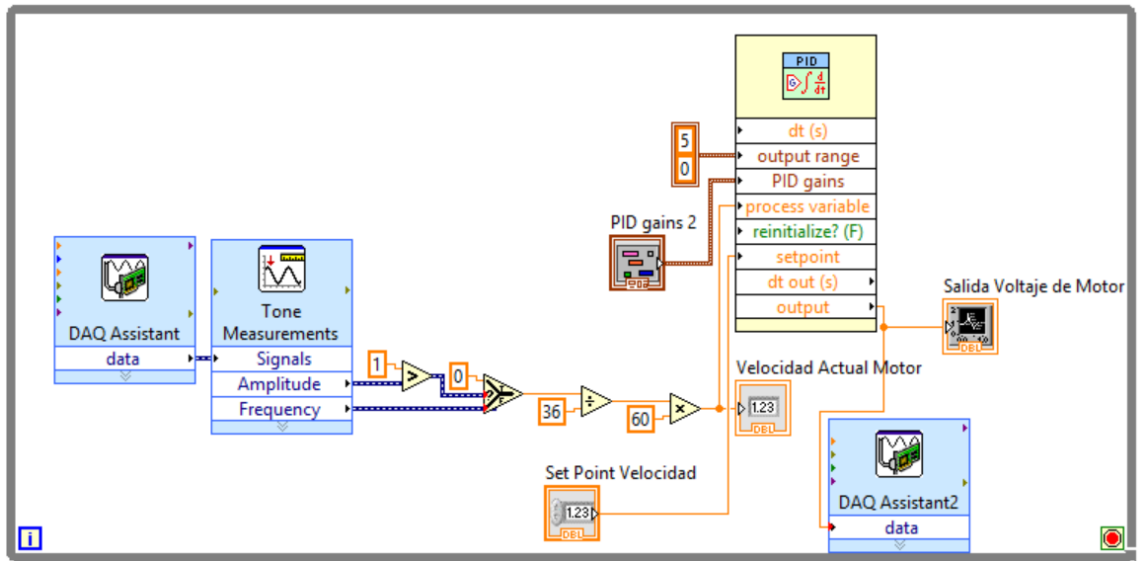 PID
dt (s)
output range
PID gains
process variable
reinitialize? (F)
setpoint
dt out (s)
output
5
0
PID gains 2
DAQ Assistant
data
Tone
Measurements
Signals
Amplitude
Frequency
1
>
0
36
÷
60
×
Velocidad Actual Motor
1.23
DBL
Salida Voltaje de Motor
DBL
Set Point Velocidad
1.23
DBL
DAQ Assistant2
data
i